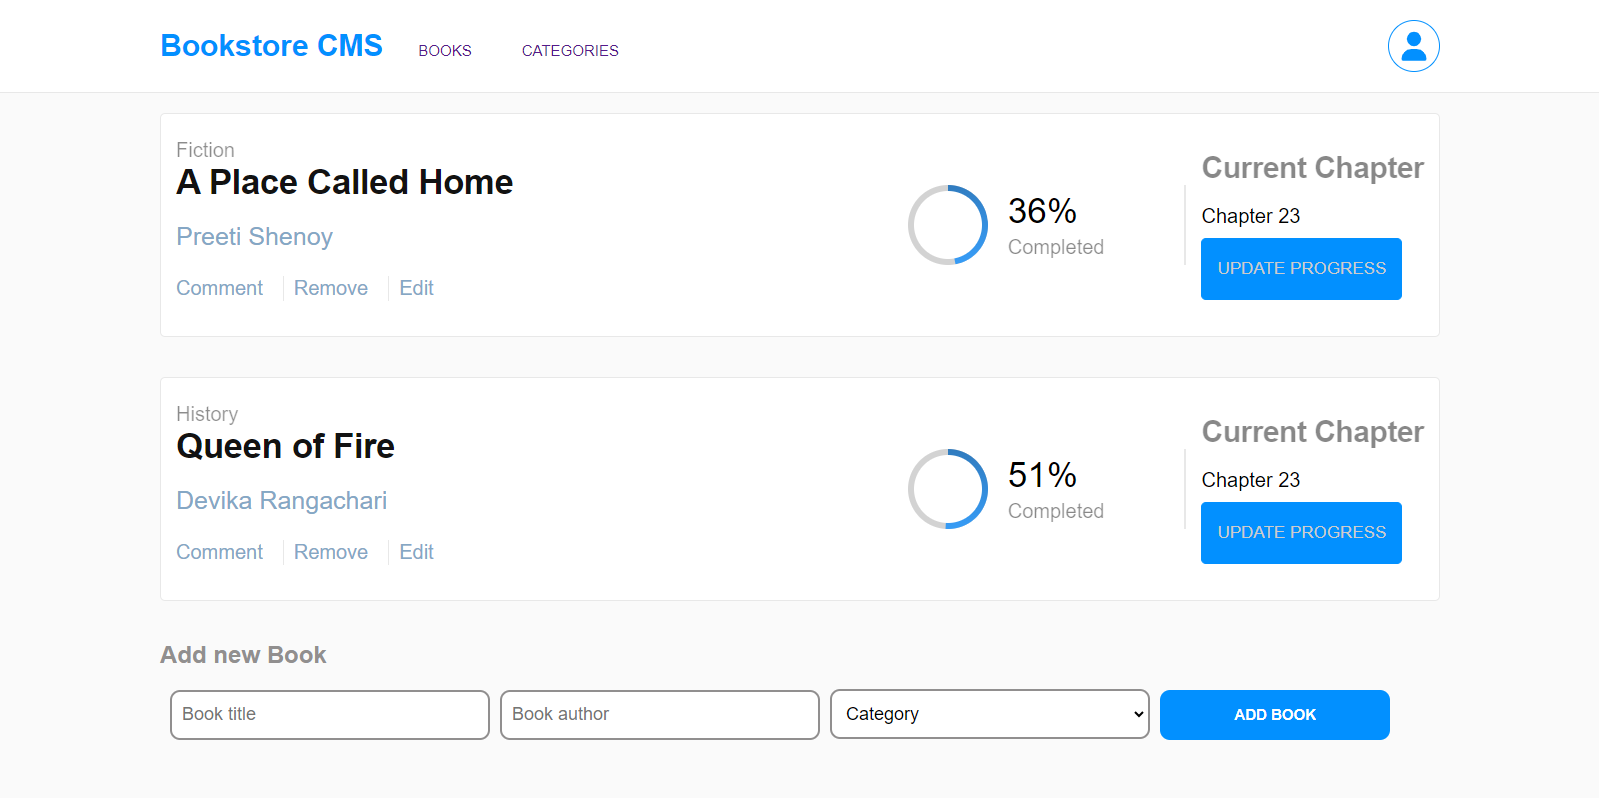 Bookstore CMS BOOKS CATEGORIES
Fiction
A Place Called Home
Preeti Shenoy
Comment Remove Edit
36%
Completed
Current Chapter
Chapter 23
UPDATE PROGRESS
History
Queen of Fire
Devika Rangachari
Comment Remove Edit
51%
Completed
Current Chapter
Chapter 23
UPDATE PROGRESS
Add new Book
Book title Book author Category ADD BOOK